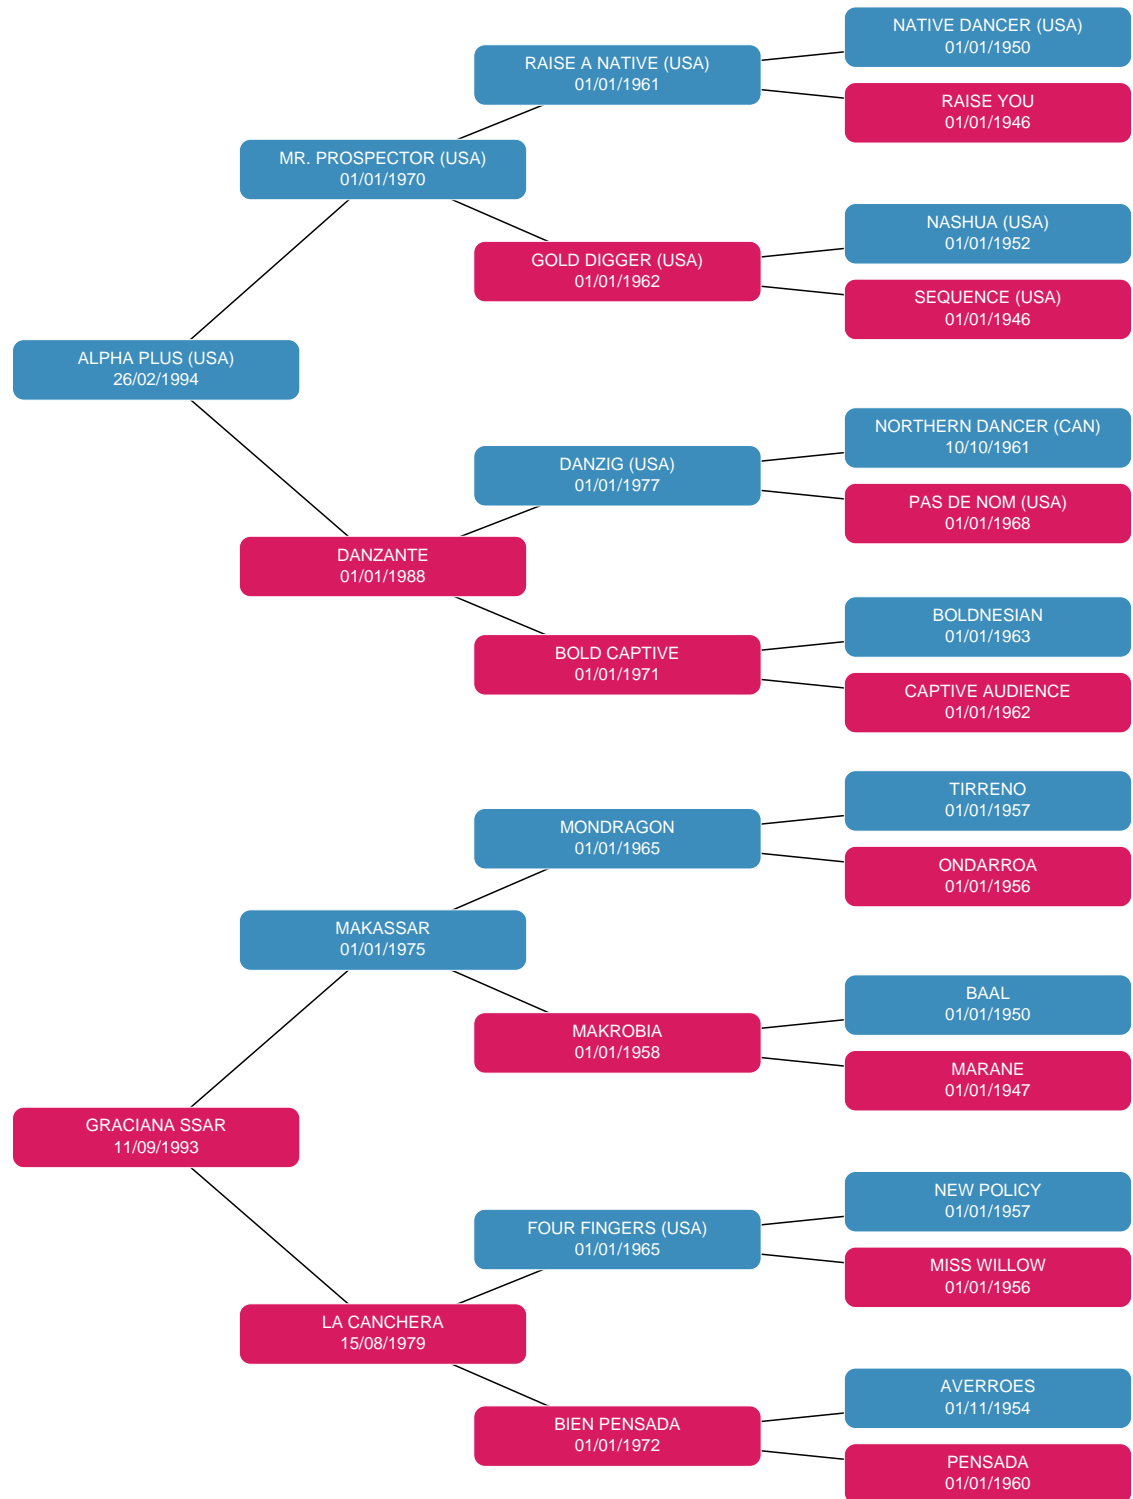 NATIVE DANCER (USA)
01/01/1950
RAISE A NATIVE (USA)
01/01/1961
RAISE YOU
01/01/1946
MR. PROSPECTOR (USA)
01/01/1970
NASHUA (USA)
01/01/1952
GOLD DIGGER (USA)
01/01/1962
SEQUENCE (USA)
01/01/1946
ALPHA PLUS (USA)
26/02/1994
NORTHERN DANCER (CAN)
10/10/1961
DANZIG (USA)
01/01/1977
PAS DE NOM (USA)
01/01/1968
DANZANTE
01/01/1988
BOLDNESIAN
01/01/1963
BOLD CAPTIVE
01/01/1971
CAPTIVE AUDIENCE
01/01/1962
TIRRENO
01/01/1957
MONDRAGON
01/01/1965
ONDARROA
01/01/1956
MAKASSAR
01/01/1975
BAAL
01/01/1950
MAKROBIA
01/01/1958
MARANE
01/01/1947
GRACIANA SSAR
11/09/1993
NEW POLICY
01/01/1957
FOUR FINGERS (USA)
01/01/1965
MISS WILLOW
01/01/1956
LA CANCHERA
15/08/1979
AVERROES
01/11/1954
BIEN PENSADA
01/01/1972
PENSADA
01/01/1960